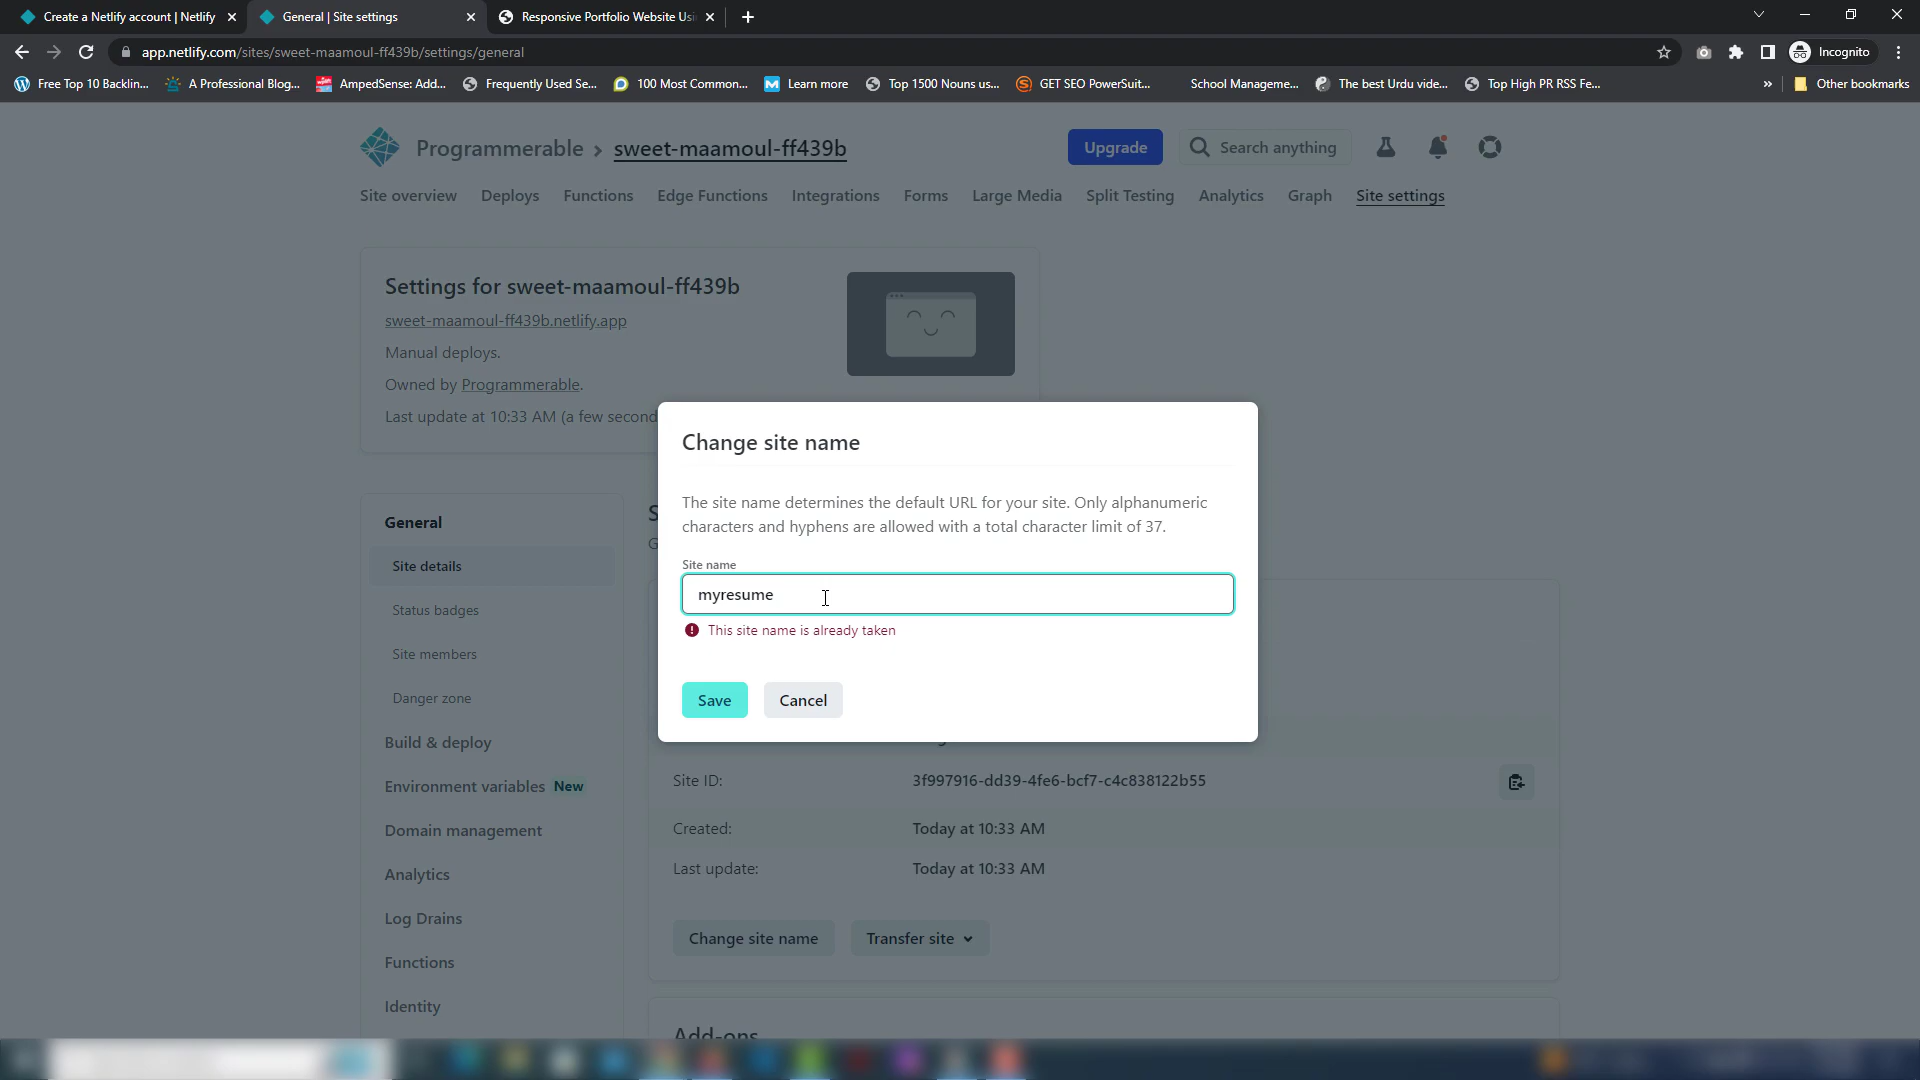 Create a Netlify account | Netlify
General | Site settings
Responsive Portfolio Website Usi
app.netlify.com/sites/sweet-maamoul-ff439b/settings/general
Incognito
Free Top 10 Backlin...
A Professional Blog...
AmpedSense: Add...
Frequently Used Se...
100 Most Common...
Learn more
Top 1500 Nouns us...
GET SEO PowerSuit...
School Manageme...
The best Urdu vide...
Top High PR RSS Fe...
»
Other bookmarks
Programmerable > sweet-maamoul-ff439b
Upgrade
Search anything
Site overview
Deploys
Functions
Edge Functions
Integrations
Forms
Large Media
Split Testing
Analytics
Graph
Site settings
Settings for sweet-maamoul-ff439b
sweet-maamoul-ff439b.netlify.app
Manual deploys.
Owned by Programmerable.
Last update at 10:33 AM (a few second
Change site name
The site name determines the default URL for your site. Only alphanumeric
characters and hyphens are allowed with a total character limit of 37.
Site name
myresume
This site name is already taken
Save
Cancel
General
Site details
Status badges
Site members
Danger zone
Build & deploy
Environment variables New
Domain management
Analytics
Log Drains
Functions
Identity
S
G
Site ID: 3f997916-dd39-4fe6-bcf7-c4c838122b55
Created: Today at 10:33 AM
Last update: Today at 10:33 AM
Change site name
Transfer site
Add-ons